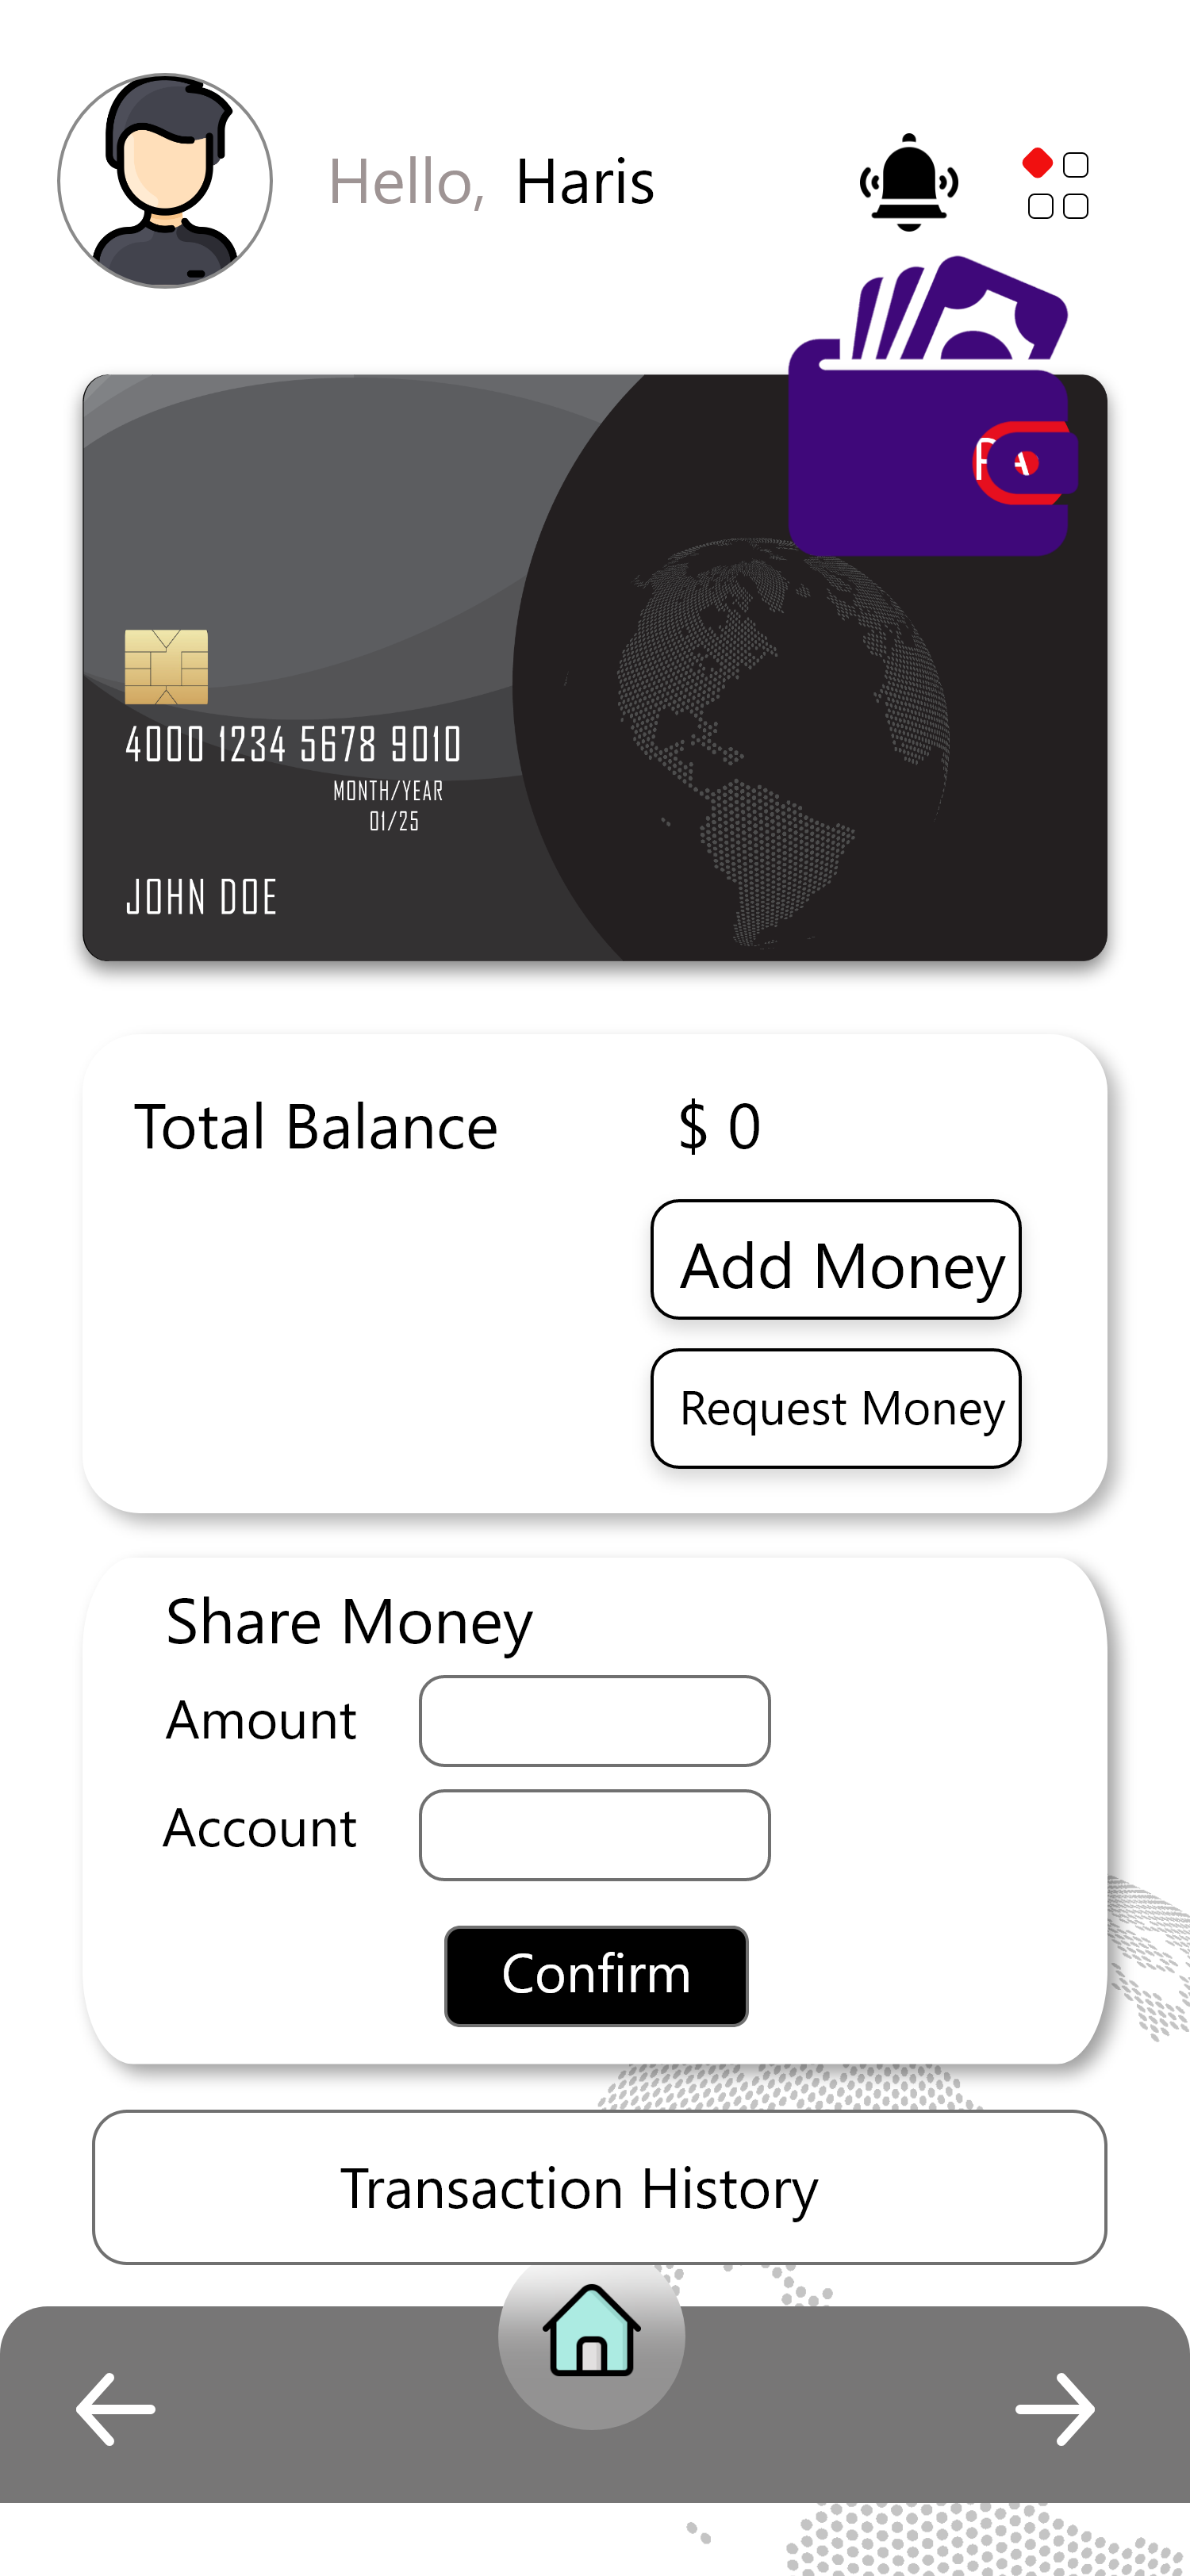 Hello, Haris
4000 1234 5678 9010
MONTH/YEAR
01/25
JOHN DOE
Total Balance $ 0
Add Money
Request Money
Share Money
Amount
Account
Confirm
Transaction History